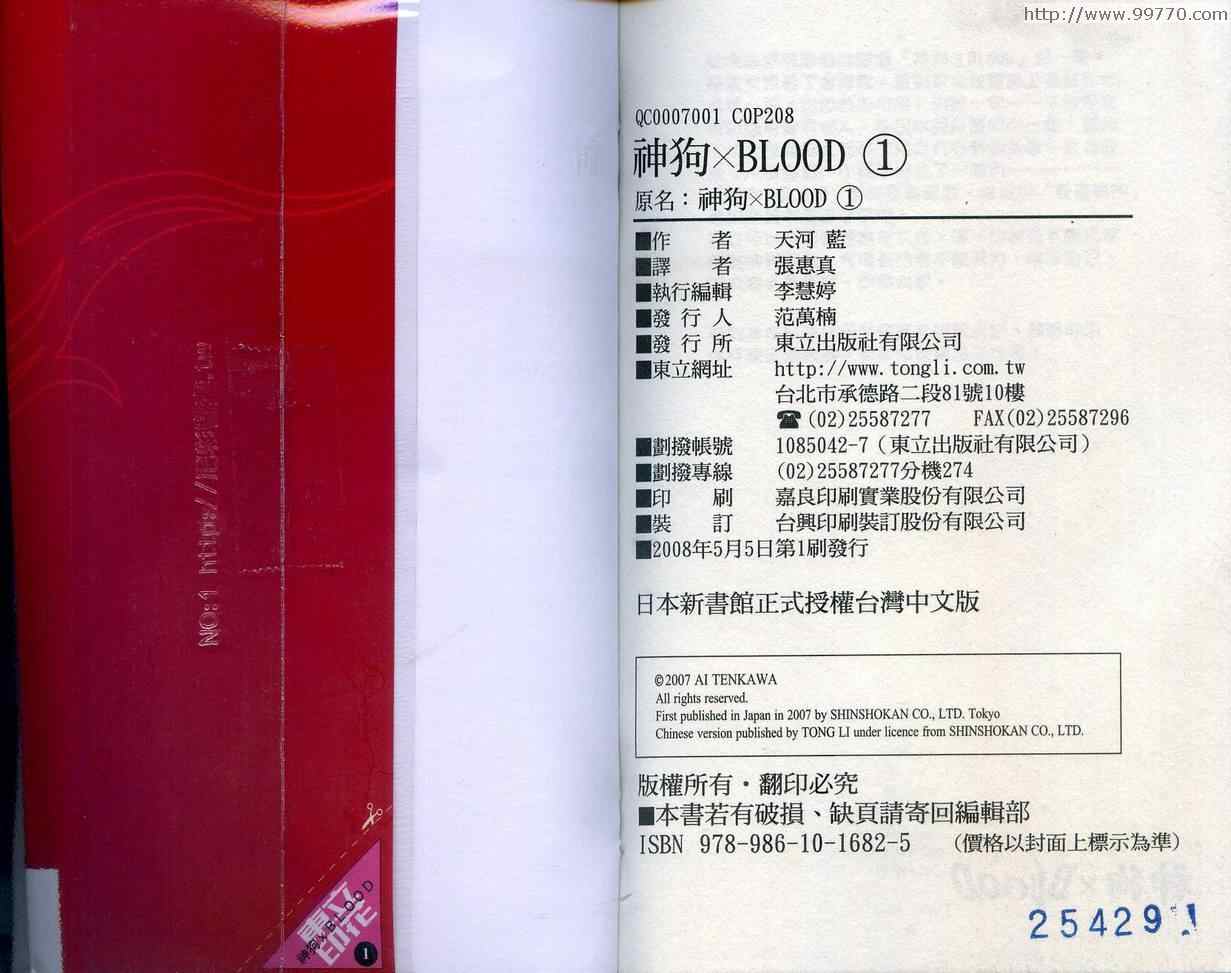 http://www.99770.com
QC0007001 C0P208
神狗×BLOOD ①
原名：神狗×BLOOD ①
■作 者 天河 藍
■譯 者 張惠真
■執行編輯 李慧婷
■發行人 范萬楠
■發行所 東立出版社有限公司
■東立網址 http://www.tongli.com.tw
台北市承德路二段81號10樓
☎(02)25587277 FAX(02)25587296
■劃撥帳號 1085042-7（東立出版社有限公司）
■劃撥專線 (02)25587277分機274
■印 刷 嘉良印刷實業股份有限公司
■裝 訂 台興印刷裝訂股份有限公司
■2008年5月5日第1刷發行
日本新書館正式授權台灣中文版
©2007 AI TENKAWA
All rights reserved.
First published in Japan in 2007 by SHINSHOKAN CO., LTD. Tokyo
Chinese version published by TONG LI under licence from SHINSHOKAN CO., LTD.
版權所有・翻印必究
■本書若有破損、缺頁請寄回編輯部
ISBN 978-986-10-1682-5 （價格以封面上標示為準）
25429
東立
印花
神狗×BLOOD
1
NO:1 http://